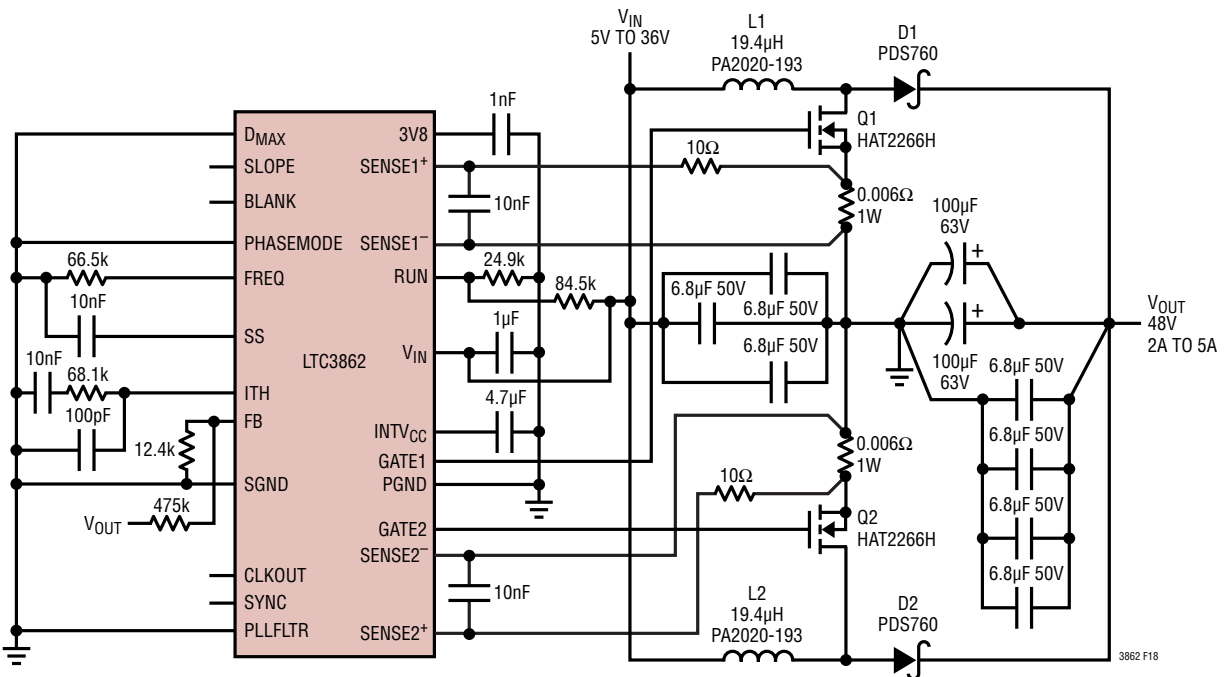 V_IN
5V TO 36V
L1
19.4µH
PA2020-193
D1
PDS760
1nF
D_MAX
3V8
Q1
HAT2266H
SLOPE
SENSE1+
10Ω
BLANK
10nF
0.006Ω
1W
100µF
63V
+
PHASEMODE
SENSE1–
66.5k
FREQ
RUN
24.9k
84.5k
10nF
6.8µF 50V
6.8µF 50V
+
V_OUT
48V
2A TO 5A
SS
1µF
V_IN
LTC3862
6.8µF 50V
100µF
63V
10nF
68.1k
ITH
6.8µF 50V
100pF
FB
4.7µF
INTV_CC
6.8µF 50V
12.4k
GATE1
0.006Ω
1W
10Ω
SGND
PGND
6.8µF 50V
475k
V_OUT
GATE2
Q2
HAT2266H
SENSE2–
6.8µF 50V
CLKOUT
10nF
L2
19.4µH
PA2020-193
D2
PDS760
SYNC
PLLFLTR
SENSE2+
3862 F18